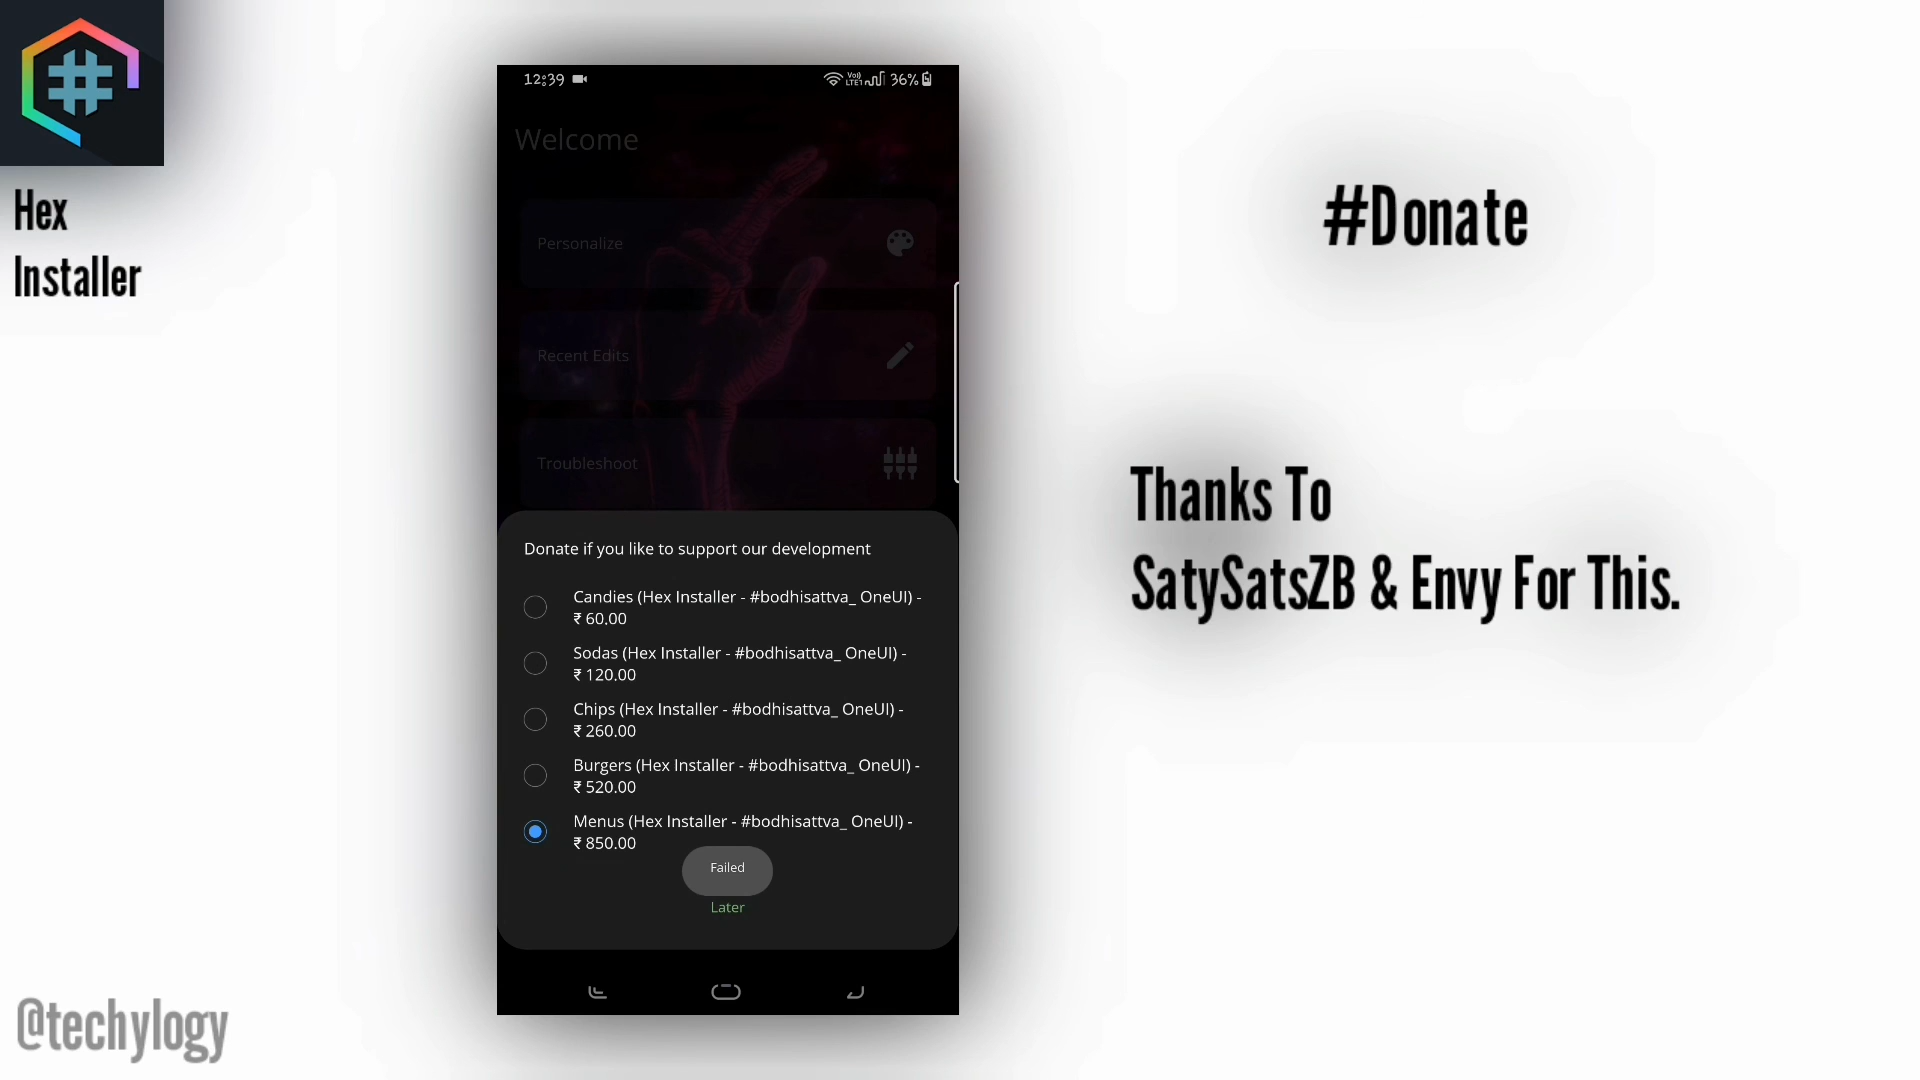 Hex
Installer
12:39
Vo)) LTE1 36%
Welcome
Personalize
Recent Edits
Troubleshoot
Donate if you like to support our development
Candies (Hex Installer - #bodhisattva_ OneUI) -
₹ 60.00
Sodas (Hex Installer - #bodhisattva_ OneUI) -
₹ 120.00
Chips (Hex Installer - #bodhisattva_ OneUI) -
₹ 260.00
Burgers (Hex Installer - #bodhisattva_ OneUI) -
₹ 520.00
Menus (Hex Installer - #bodhisattva_ OneUI) -
₹ 850.00
Failed
Later
#Donate
Thanks To
SatySatsZB & Envy For This.
@techylogy